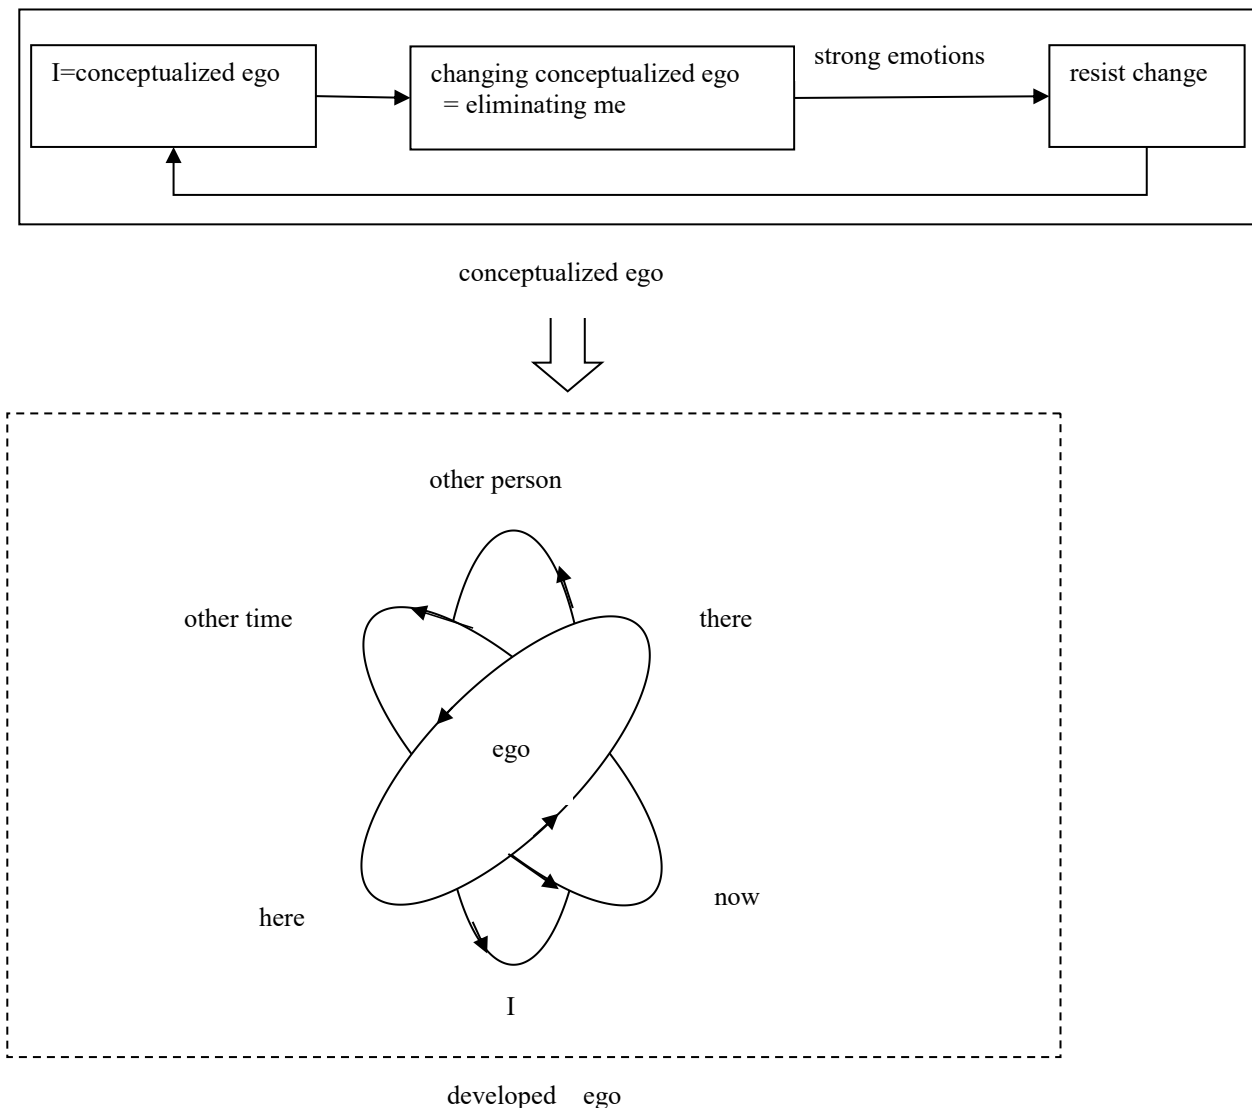 I=conceptualized ego
changing conceptualized ego
= eliminating me
strong emotions
resist change
conceptualized ego
other person
other time
there
ego
now
here
I
developed ego